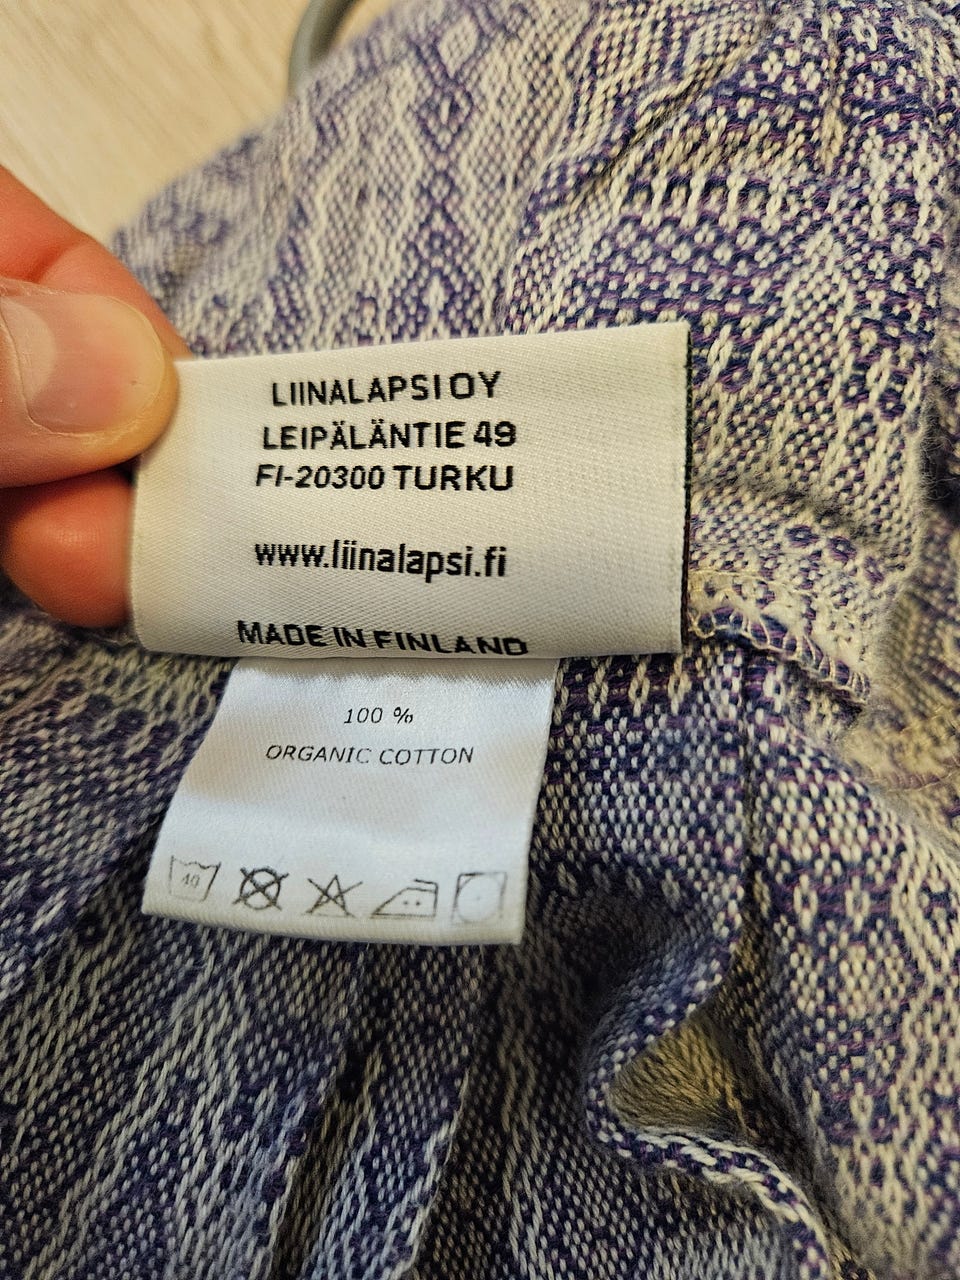 LIINALAPSI OY
LEIPÄLÄNTIE 49
FI-20300 TURKU
www.liinalapsi.fi
MADE IN FINLAND
100 %
ORGANIC COTTON
40